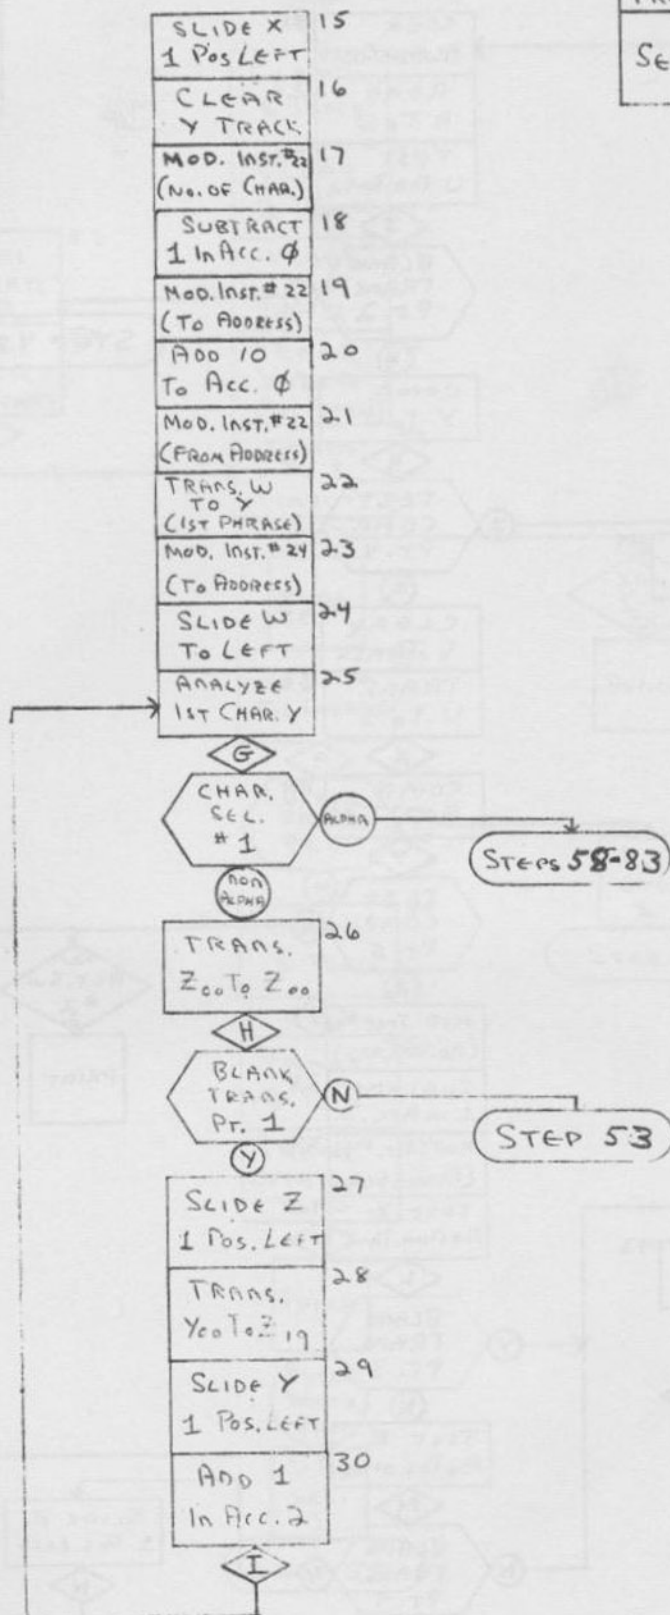 SLIDE X 15
1 POS LEFT
CLEAR 16
Y TRACK
MOD. INST. #22 17
(NO. OF CHAR.)
SUBTRACT 18
1 IN ACC. Ø
MOD. INST. #22 19
(TO ADDRESS)
ADD 10 20
TO ACC. Ø
MOD. INST. #22 21
(FROM ADDRESS)
TRANS. W 22
TO Y
(1ST PHRASE)
MOD. INST. #24 23
(TO ADDRESS)
SLIDE W 24
TO LEFT
ANALYZE 25
1ST CHAR. Y
G
CHAR.
SEL.
#1
ALPHA
STEPS 58-83
NON
ALPHA
TRANS. 26
Z00 TO Z00
H
BLANK
TRANS.
PT. 1
N
STEP 53
Y
SLIDE Z 27
1 POS. LEFT
TRANS. 28
Y00 TO Z19
SLIDE Y 29
1 POS. LEFT
ADD 1 30
IN ACC. 2
I
SE